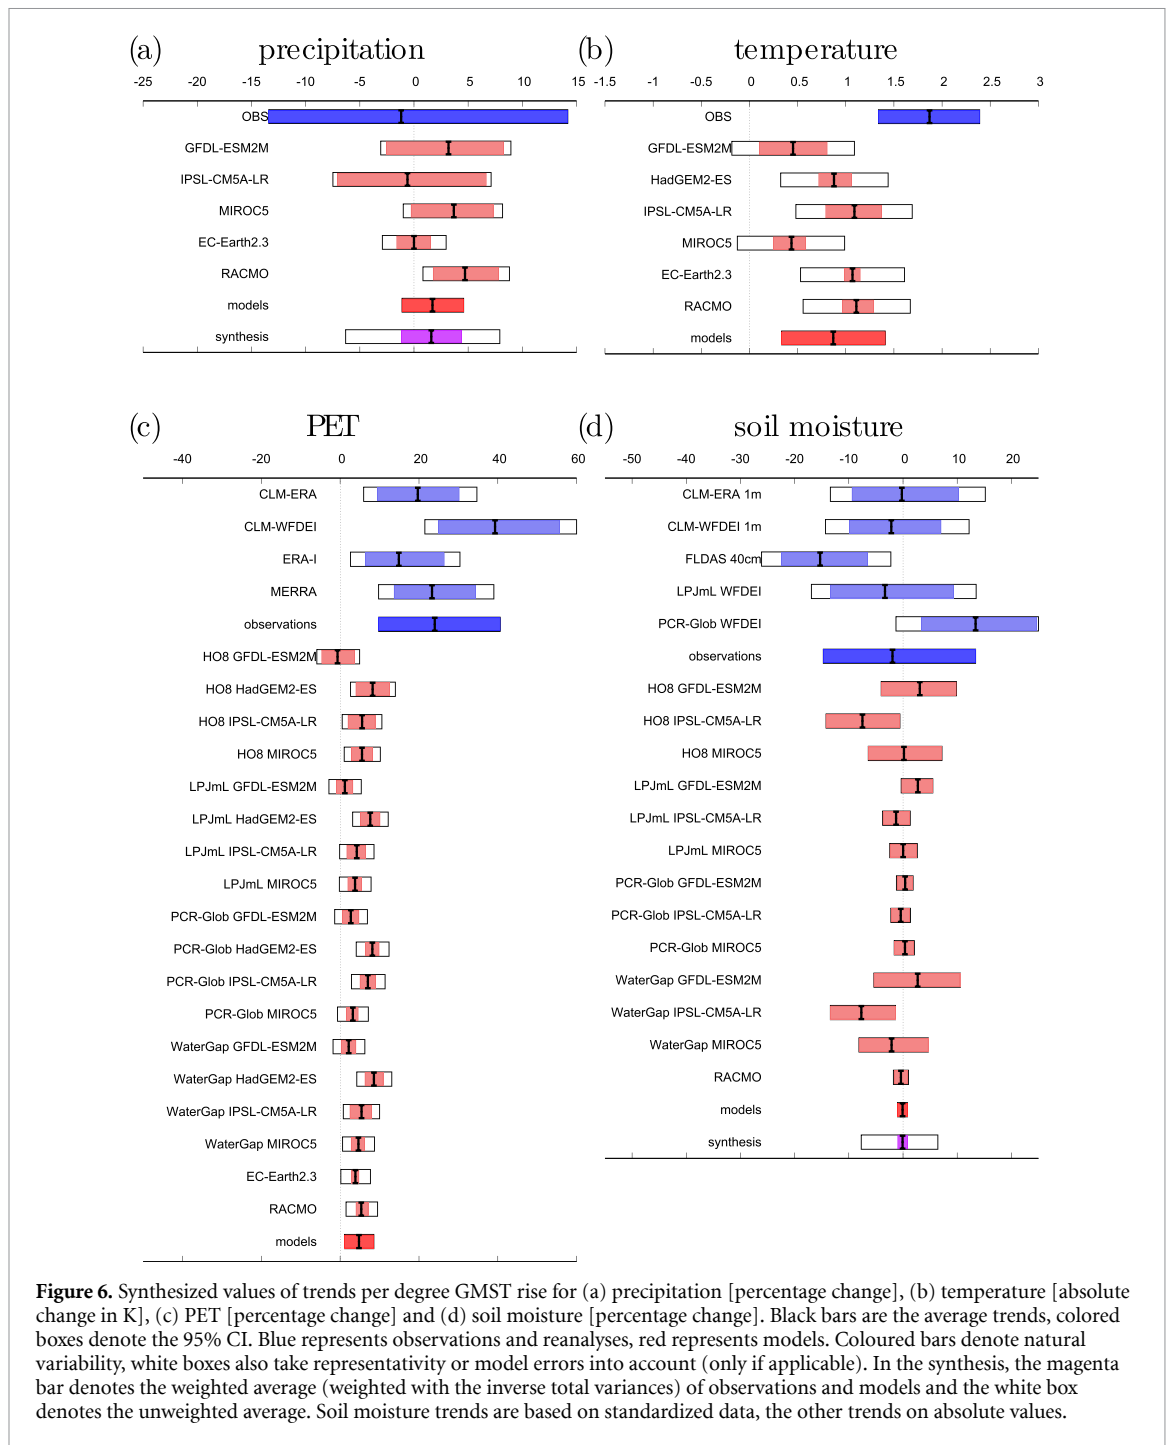 (a) precipitation
-25 -20 -15 -10 -5 0 5 10 15
OBS
GFDL-ESM2M
IPSL-CM5A-LR
MIROC5
EC-Earth2.3
RACMO
models
synthesis
(b) temperature
-1.5 -1 -0.5 0 0.5 1 1.5 2 2.5 3
OBS
GFDL-ESM2M
HadGEM2-ES
IPSL-CM5A-LR
MIROC5
EC-Earth2.3
RACMO
models
(c) PET
-40 -20 0 20 40 60
CLM-ERA
CLM-WFDEI
ERA-I
MERRA
observations
HO8 GFDL-ESM2M
HO8 HadGEM2-ES
HO8 IPSL-CM5A-LR
HO8 MIROC5
LPJmL GFDL-ESM2M
LPJmL HadGEM2-ES
LPJmL IPSL-CM5A-LR
LPJmL MIROC5
PCR-Glob GFDL-ESM2M
PCR-Glob HadGEM2-ES
PCR-Glob IPSL-CM5A-LR
PCR-Glob MIROC5
WaterGap GFDL-ESM2M
WaterGap HadGEM2-ES
WaterGap IPSL-CM5A-LR
WaterGap MIROC5
EC-Earth2.3
RACMO
models
(d) soil moisture
-50 -40 -30 -20 -10 0 10 20
CLM-ERA 1m
CLM-WFDEI 1m
FLDAS 40cm
LPJmL WFDEI
PCR-Glob WFDEI
observations
HO8 GFDL-ESM2M
HO8 IPSL-CM5A-LR
HO8 MIROC5
LPJmL GFDL-ESM2M
LPJmL IPSL-CM5A-LR
LPJmL MIROC5
PCR-Glob GFDL-ESM2M
PCR-Glob IPSL-CM5A-LR
PCR-Glob MIROC5
WaterGap GFDL-ESM2M
WaterGap IPSL-CM5A-LR
WaterGap MIROC5
RACMO
models
synthesis
Figure 6. Synthesized values of trends per degree GMST rise for (a) precipitation [percentage change], (b) temperature [absolute
change in K], (c) PET [percentage change] and (d) soil moisture [percentage change]. Black bars are the average trends, colored
boxes denote the 95% CI. Blue represents observations and reanalyses, red represents models. Coloured bars denote natural
variability, white boxes also take representativity or model errors into account (only if applicable). In the synthesis, the magenta
bar denotes the weighted average (weighted with the inverse total variances) of observations and models and the white box
denotes the unweighted average. Soil moisture trends are based on standardized data, the other trends on absolute values.